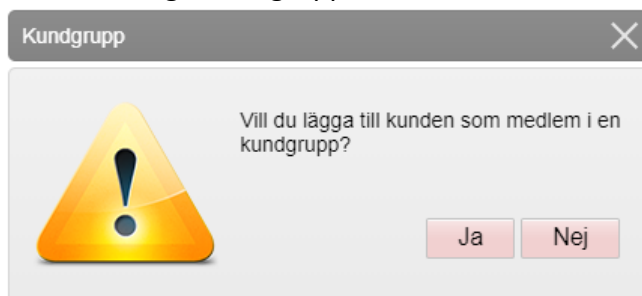 Kundgrupp
Vill du lägga till kunden som medlem i en
kundgrupp?
Ja
Nej